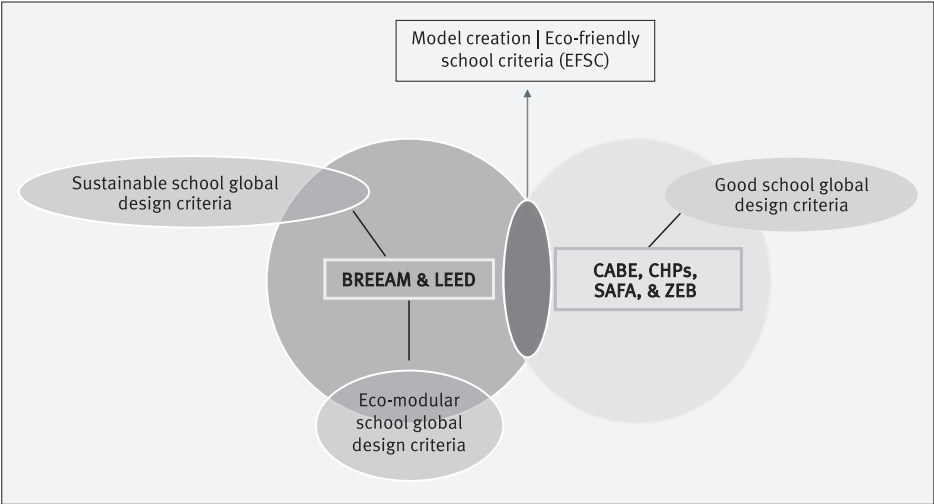 Model creation | Eco-friendly
school criteria (EFSC)
Sustainable school global
design criteria
Good school global
design criteria
BREEAM & LEED
CABE, CHPs,
SAFA, & ZEB
Eco-modular
school global
design criteria